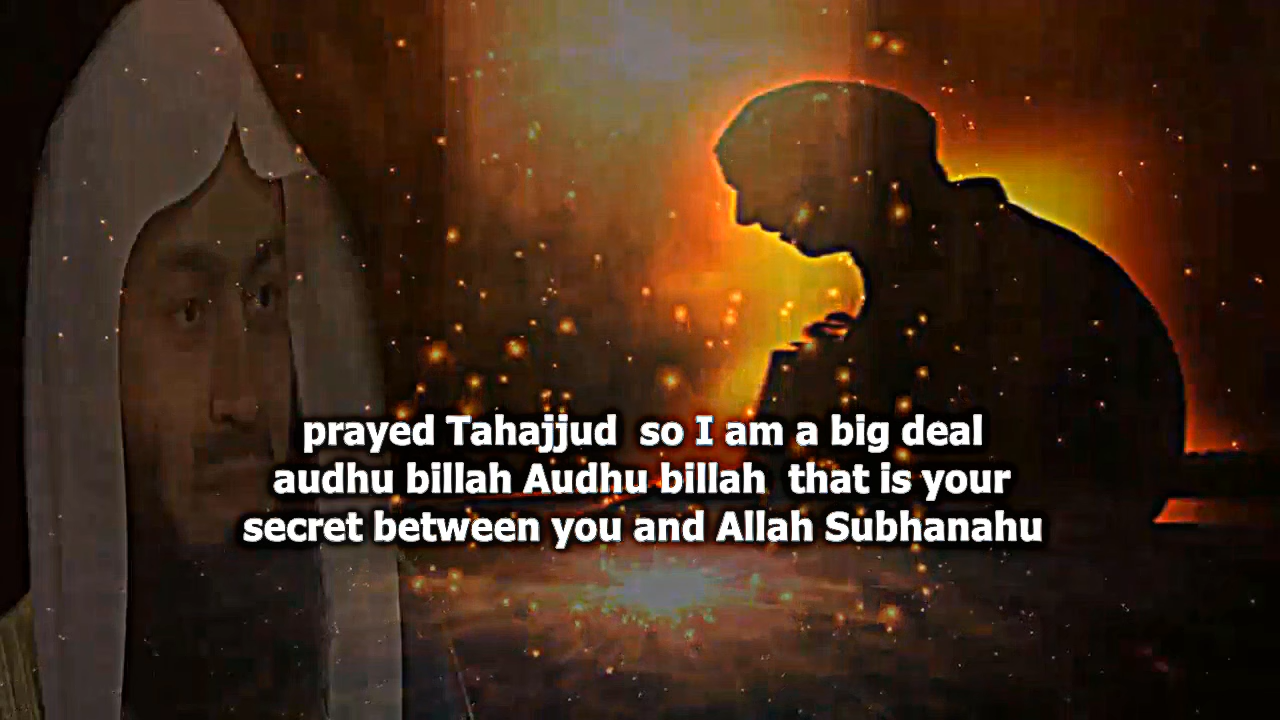 prayed Tahajjud  so I am a big deal
audhu billah Audhu billah  that is your
secret between you and Allah Subhanahu